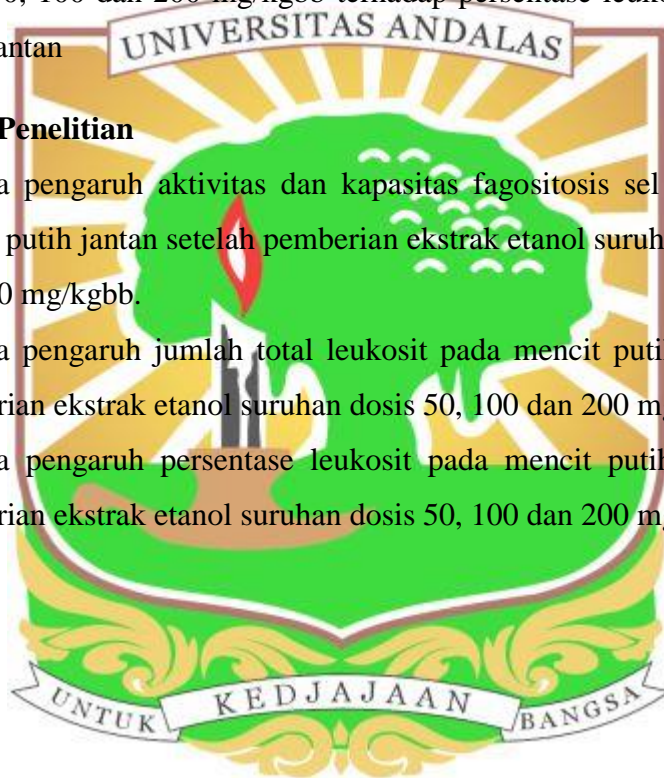 0, 100 dan 200 mg/kgbb terhadap persentase leuko
UNIVERSITAS ANDALAS
antan
Penelitian
a pengaruh aktivitas dan kapasitas fagositosis sel
putih jantan setelah pemberian ekstrak etanol suruh
0 mg/kgbb.
a pengaruh jumlah total leukosit pada mencit puti
rian ekstrak etanol suruhan dosis 50, 100 dan 200 m
a pengaruh persentase leukosit pada mencit puti
rian ekstrak etanol suruhan dosis 50, 100 dan 200 m
UNTUK KEDJAJAAN BANGSA